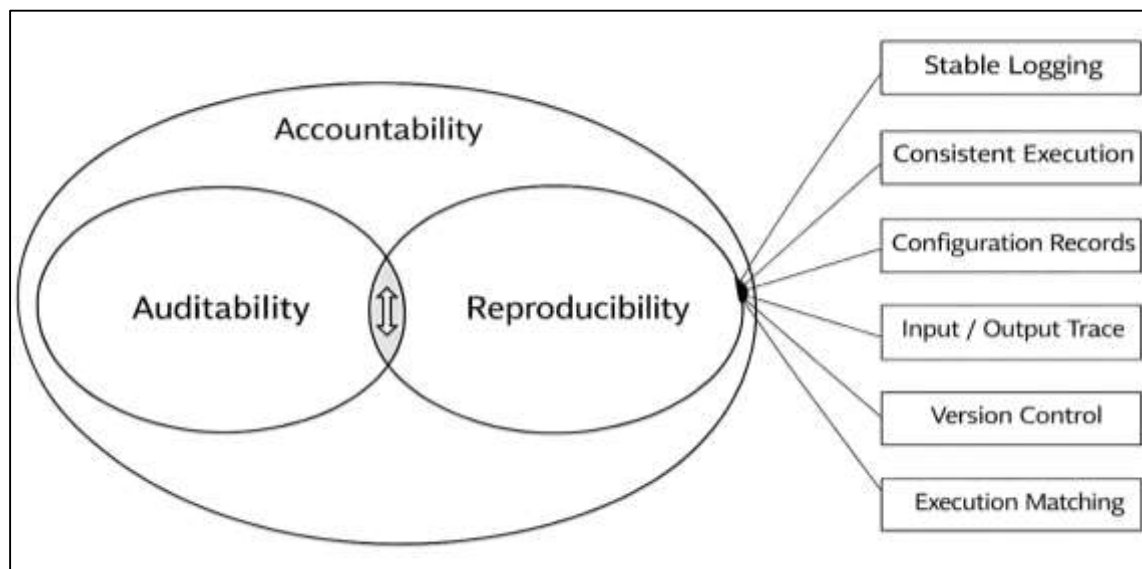 Accountability
Auditability
Reproducibility
Stable Logging
Consistent Execution
Configuration Records
Input / Output Trace
Version Control
Execution Matching